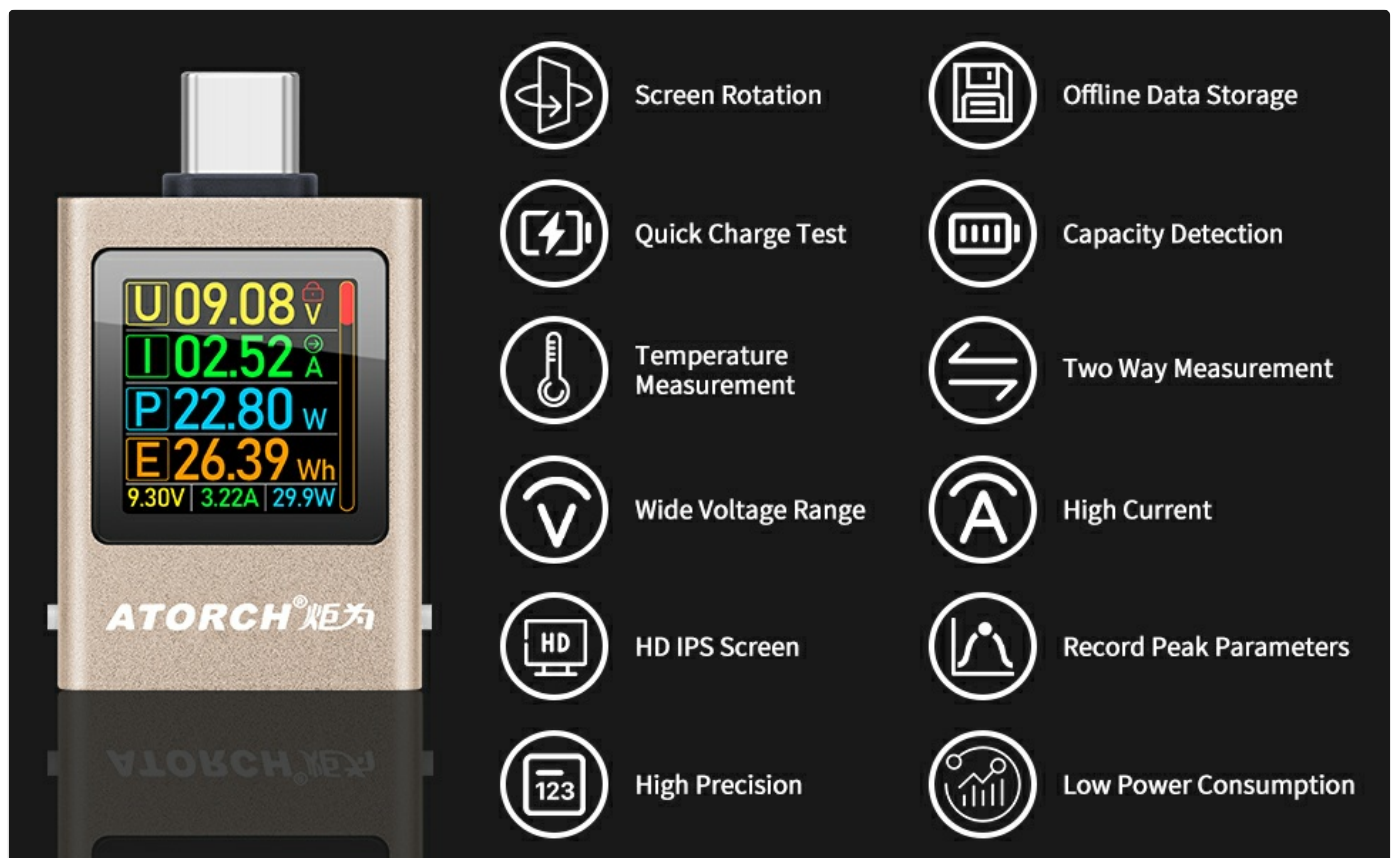 U 09.08 V
I 02.52 A
P 22.80 W
E 26.39 Wh
9.30V 3.22A 29.9W
ATORCH®炬为
Screen Rotation
Offline Data Storage
Quick Charge Test
Capacity Detection
Temperature
Measurement
Two Way Measurement
V
Wide Voltage Range
A
High Current
HD
HD IPS Screen
Record Peak Parameters
123
High Precision
Low Power Consumption